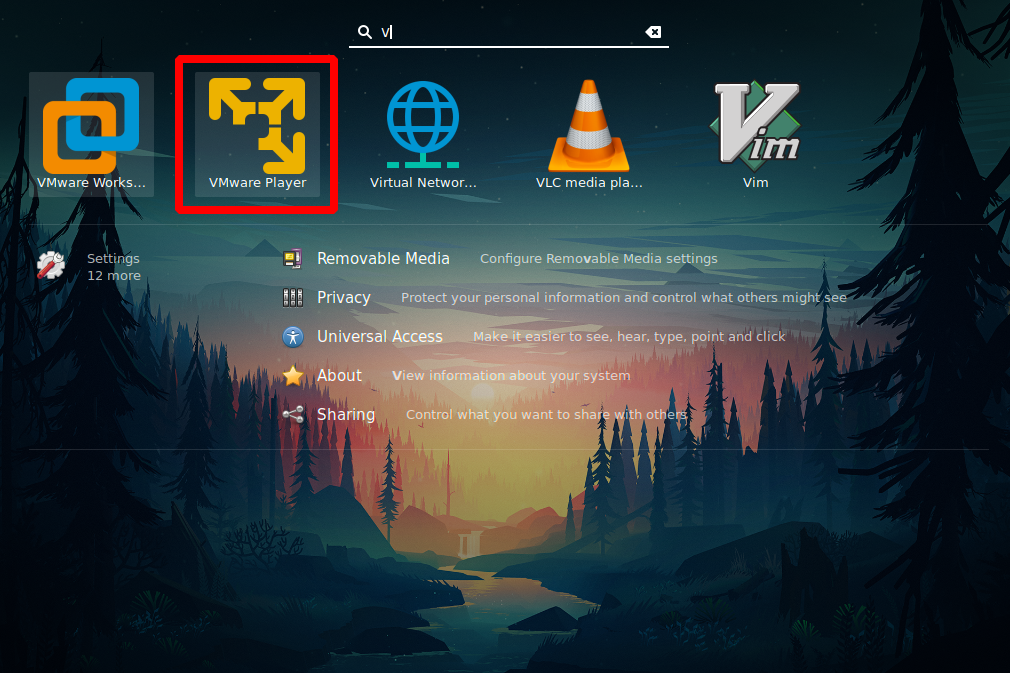 v
VMware Works...
VMware Player
Virtual Networ...
VLC media pla...
Vim
Vim
Settings
12 more
Removable Media Configure Removable Media settings
Privacy Protect your personal information and control what others might see
Universal Access Make it easier to see, hear, type, point and click
About View information about your system
Sharing Control what you want to share with others